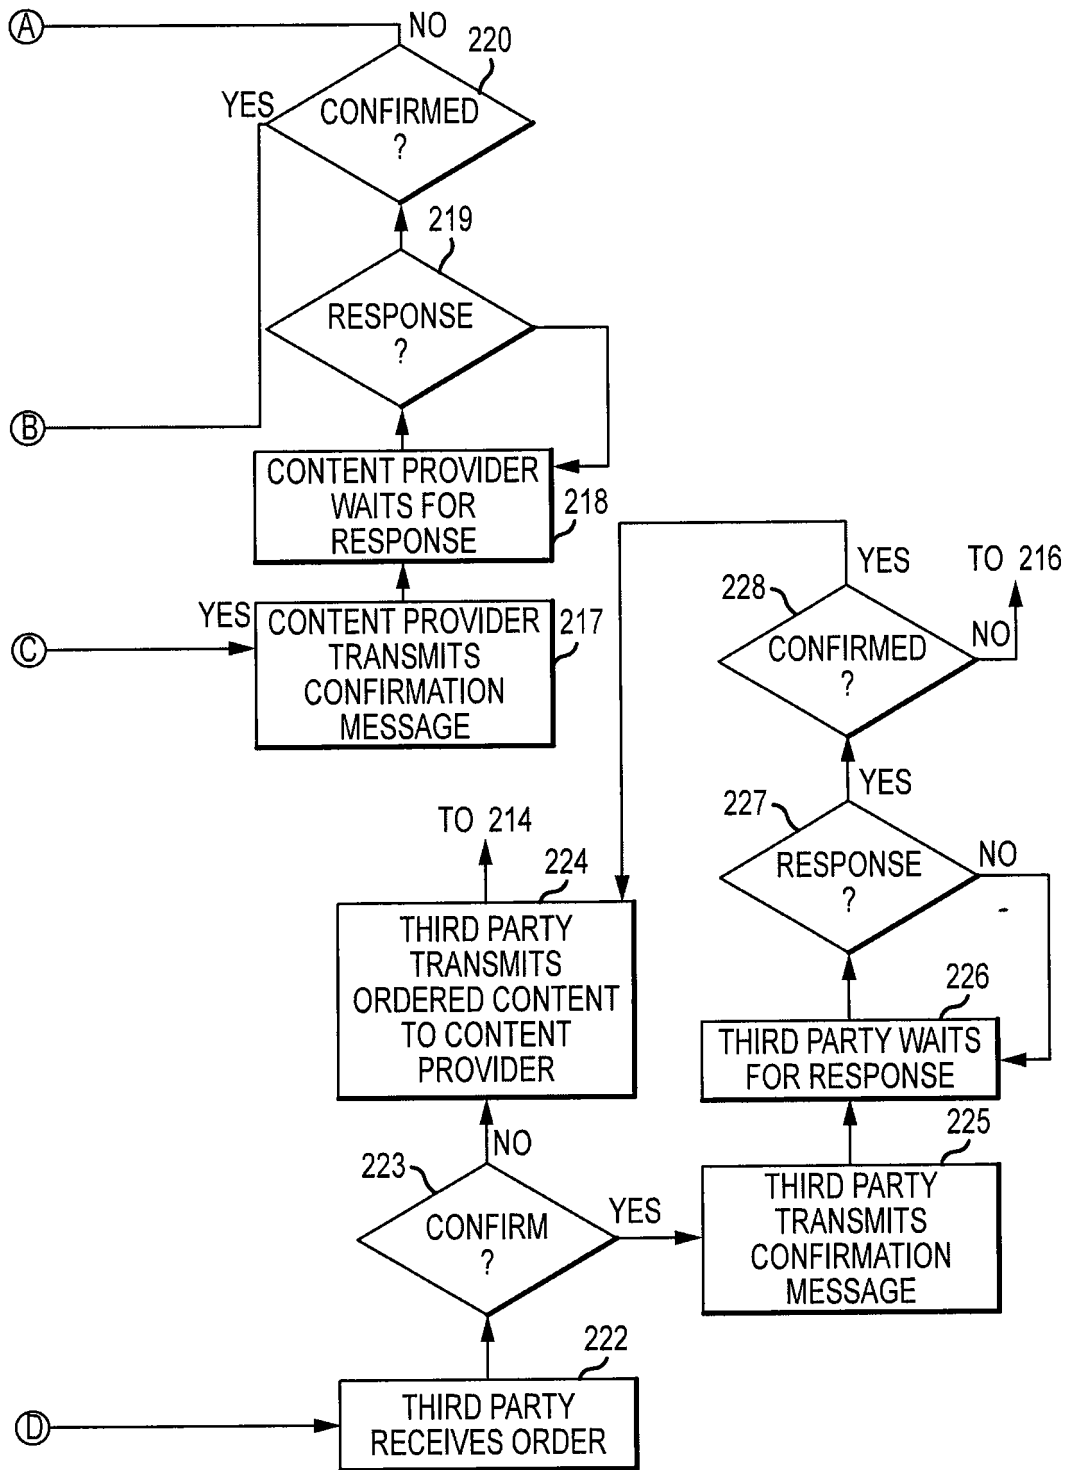 A
NO
220
YES
CONFIRMED
?
219
RESPONSE
?
B
CONTENT PROVIDER
WAITS FOR
RESPONSE
218
YES
TO 216
228
YES
CONTENT PROVIDER
TRANSMITS
CONFIRMATION
MESSAGE
217
C
NO
CONFIRMED
?
YES
227
TO 214
RESPONSE
?
NO
224
THIRD PARTY
TRANSMITS
ORDERED CONTENT
TO CONTENT
PROVIDER
226
THIRD PARTY WAITS
FOR RESPONSE
225
NO
223
CONFIRM
?
YES
THIRD PARTY
TRANSMITS
CONFIRMATION
MESSAGE
222
D
THIRD PARTY
RECEIVES ORDER